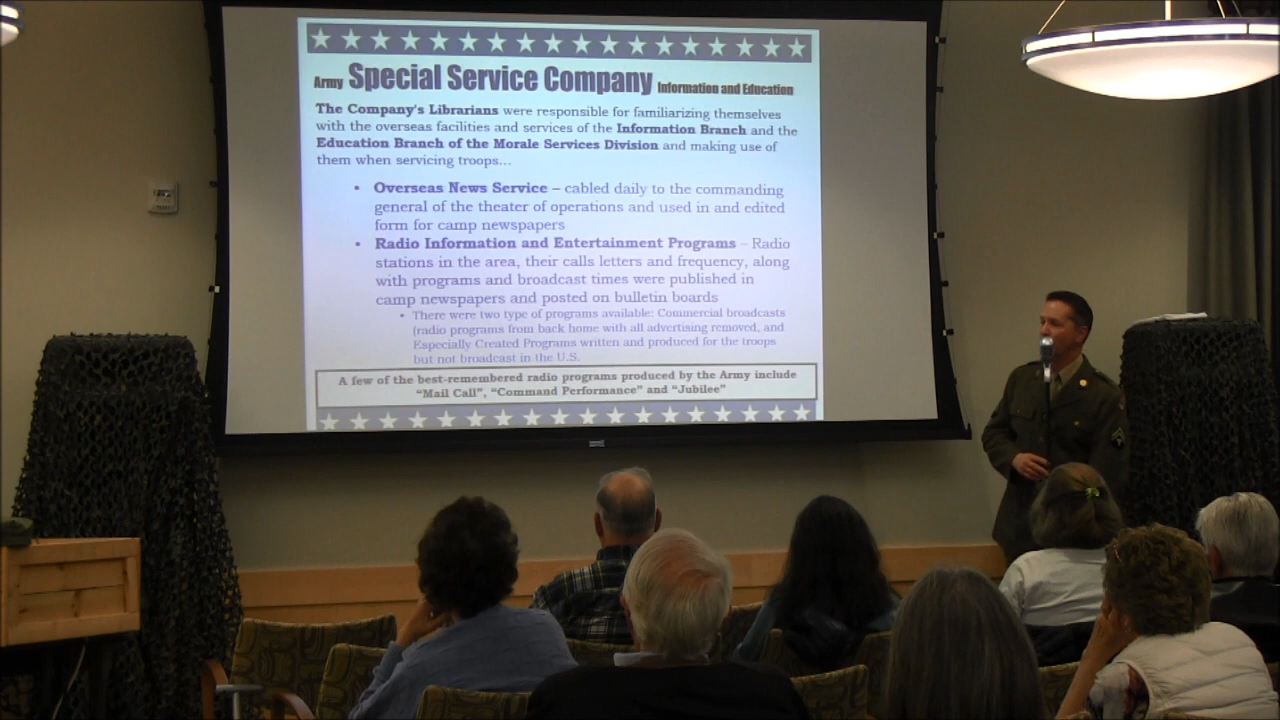 Army Special Service Company Information and Education
The Company's Librarians were responsible for familiarizing themselves
with the overseas facilities and services of the Information Branch and the
Education Branch of the Morale Services Division and making use of
them when servicing troops...
• Overseas News Service – cabled daily to the commanding
general of the theater of operations and used in and edited
form for camp newspapers
• Radio Information and Entertainment Programs – Radio
stations in the area, their calls letters and frequency, along
with programs and broadcast times were published in
camp newspapers and posted on bulletin boards
• There were two type of programs available: Commercial broadcasts
(radio programs from back home with all advertising removed, and
Especially Created Programs written and produced for the troops
but not broadcast in the U.S.
A few of the best-remembered radio programs produced by the Army include
"Mail Call", "Command Performance" and "Jubilee"